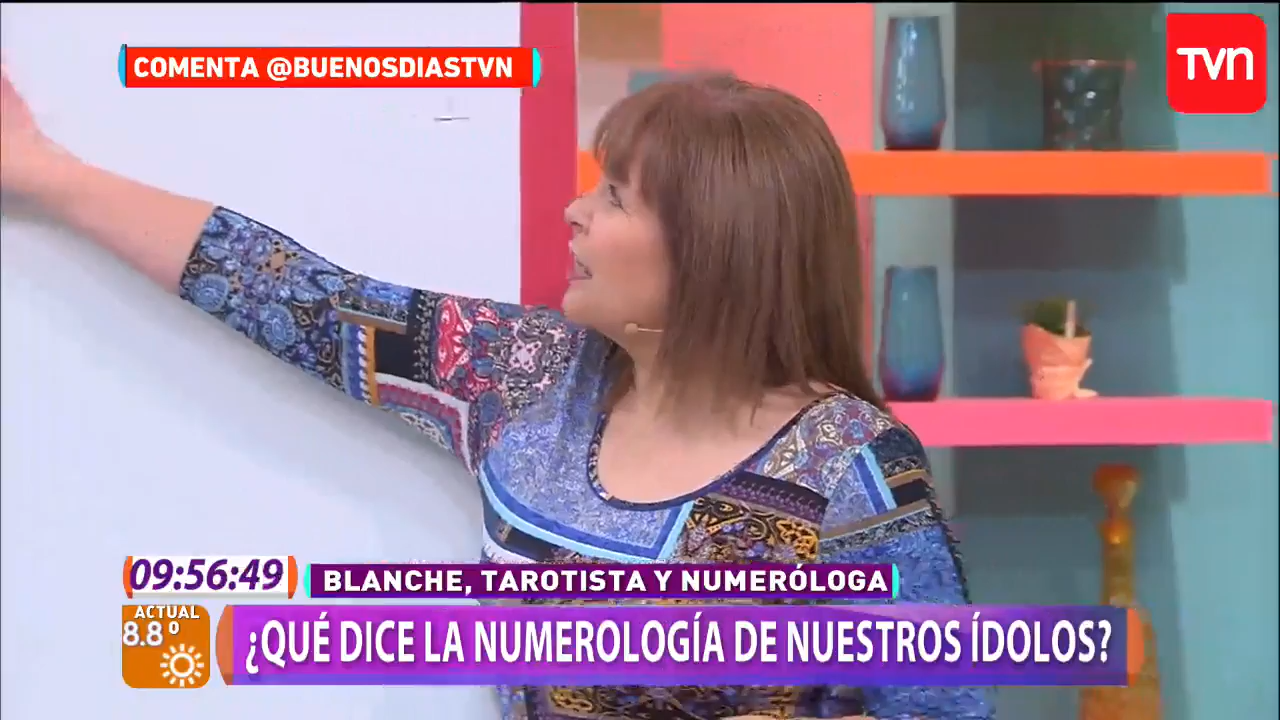 COMENTA @BUENOSDIASTVN
TVN
09:56:49
BLANCHE, TAROTISTA Y NUMERÓLOGA
ACTUAL
8.8º
¿QUÉ DICE LA NUMEROLOGÍA DE NUESTROS ÍDOLOS?